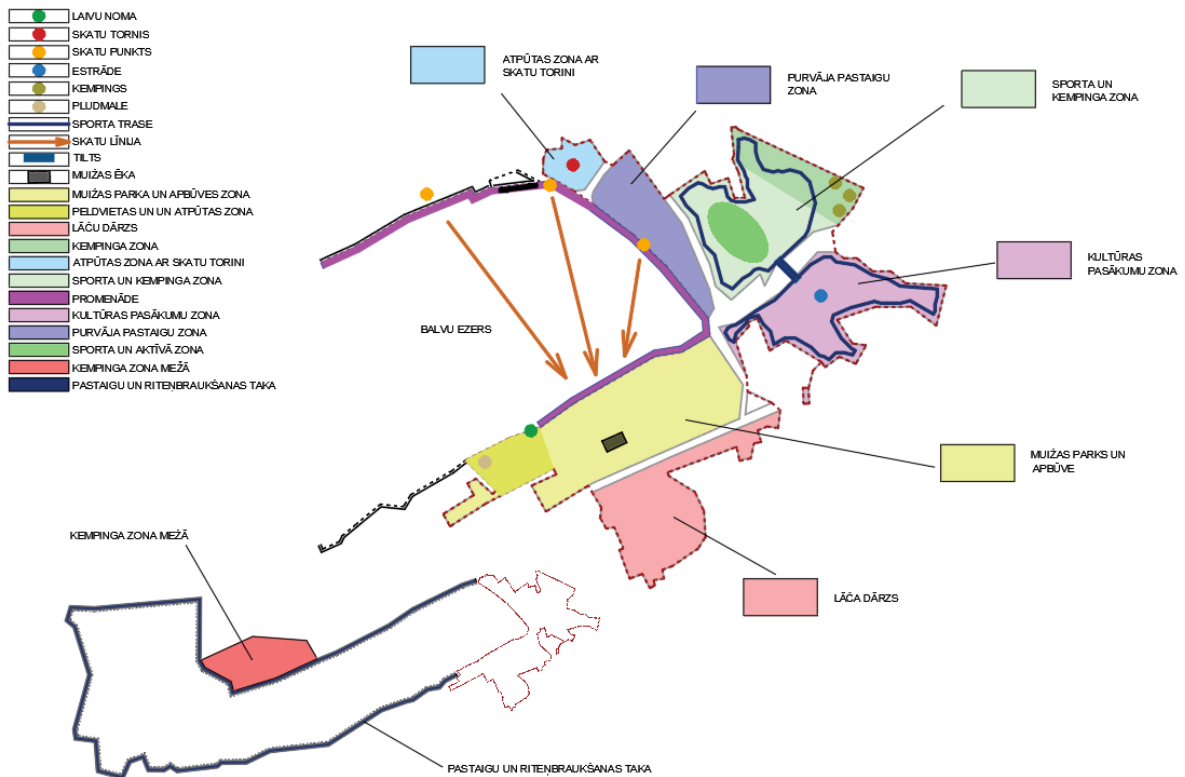 LAIVU NOMA
SKATU TORNIS
SKATU PUNKTS
ESTRĀDE
KEMPINGS
PLUDMALE
SPORTA TRASE
SKATU LĪNIJA
TILTS
MUIŽAS ĒKA
MUIŽAS PARKA UN APBŪVES ZONA
PELDVIETAS UN UN ATPŪTAS ZONA
LĀČU DĀRZS
KEMPINGA ZONA
ATPŪTAS ZONA AR SKATU TORINI
SPORTA UN KEMPINGA ZONA
PROMENĀDE
KULTŪRAS PASĀKUMU ZONA
PURVĀJA PASTAIGU ZONA
SPORTA UN AKTĪVĀ ZONA
KEMPINGA ZONA MEŽĀ
PASTAIGU UN RITEŅBRAUKŠANAS TAKA
ATPŪTAS ZONA AR
SKATU TORINI
PURVĀJA PASTAIGU
ZONA
SPORTA UN
KEMPINGA ZONA
KULTŪRAS
PASĀKUMU ZONA
BALVU EZERS
MUIŽAS PARKS UN
APBŪVE
LĀČA DĀRZS
KEMPINGA ZONA MEŽĀ
PASTAIGU UN RITEŅBRAUKŠANAS TAKA